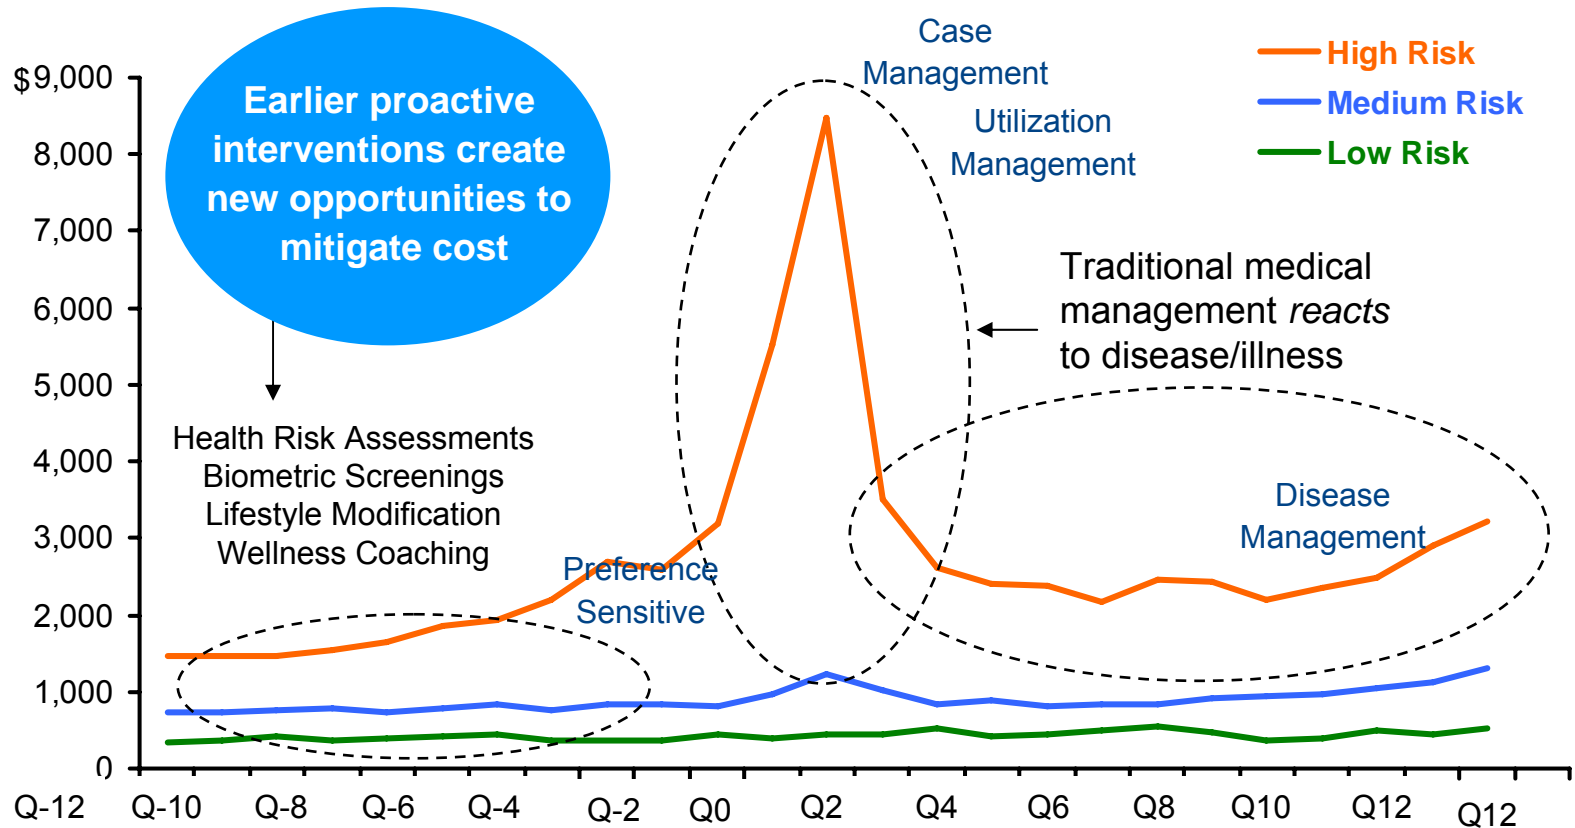 Case
Management
Utilization
Management
High Risk
Medium Risk
Low Risk
Earlier proactive
interventions create
new opportunities to
mitigate cost
Traditional medical
management reacts
to disease/illness
Health Risk Assessments
Biometric Screenings
Lifestyle Modification
Wellness Coaching
Preference
Sensitive
Disease
Management
$9,000
8,000
7,000
6,000
5,000
4,000
3,000
2,000
1,000
0
Q-12 Q-10 Q-8 Q-6 Q-4 Q-2 Q0 Q2 Q4 Q6 Q8 Q10 Q12 Q12